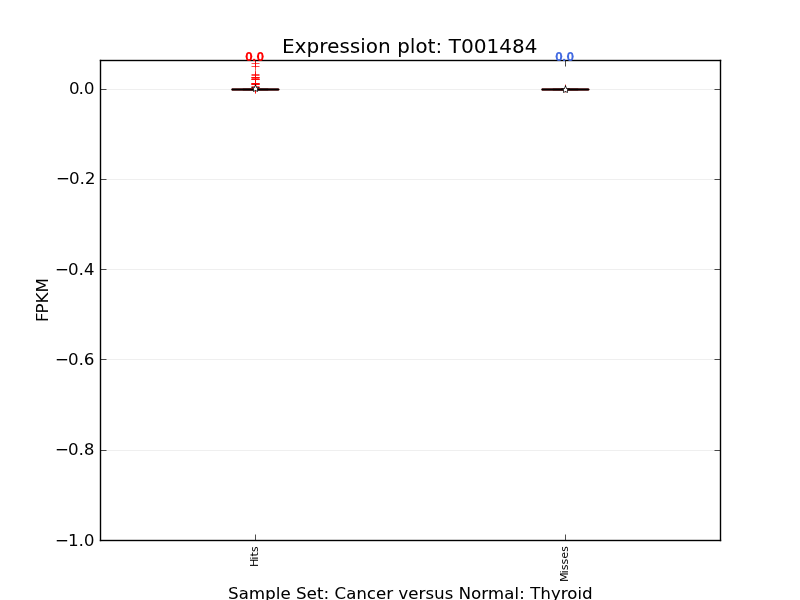 Expression plot: T001484
0.0 0.0
0.0
−0.2
−0.4
−0.6
−0.8
−1.0
FPKM
Hits Misses
Sample Set: Cancer versus Normal: Thyroid